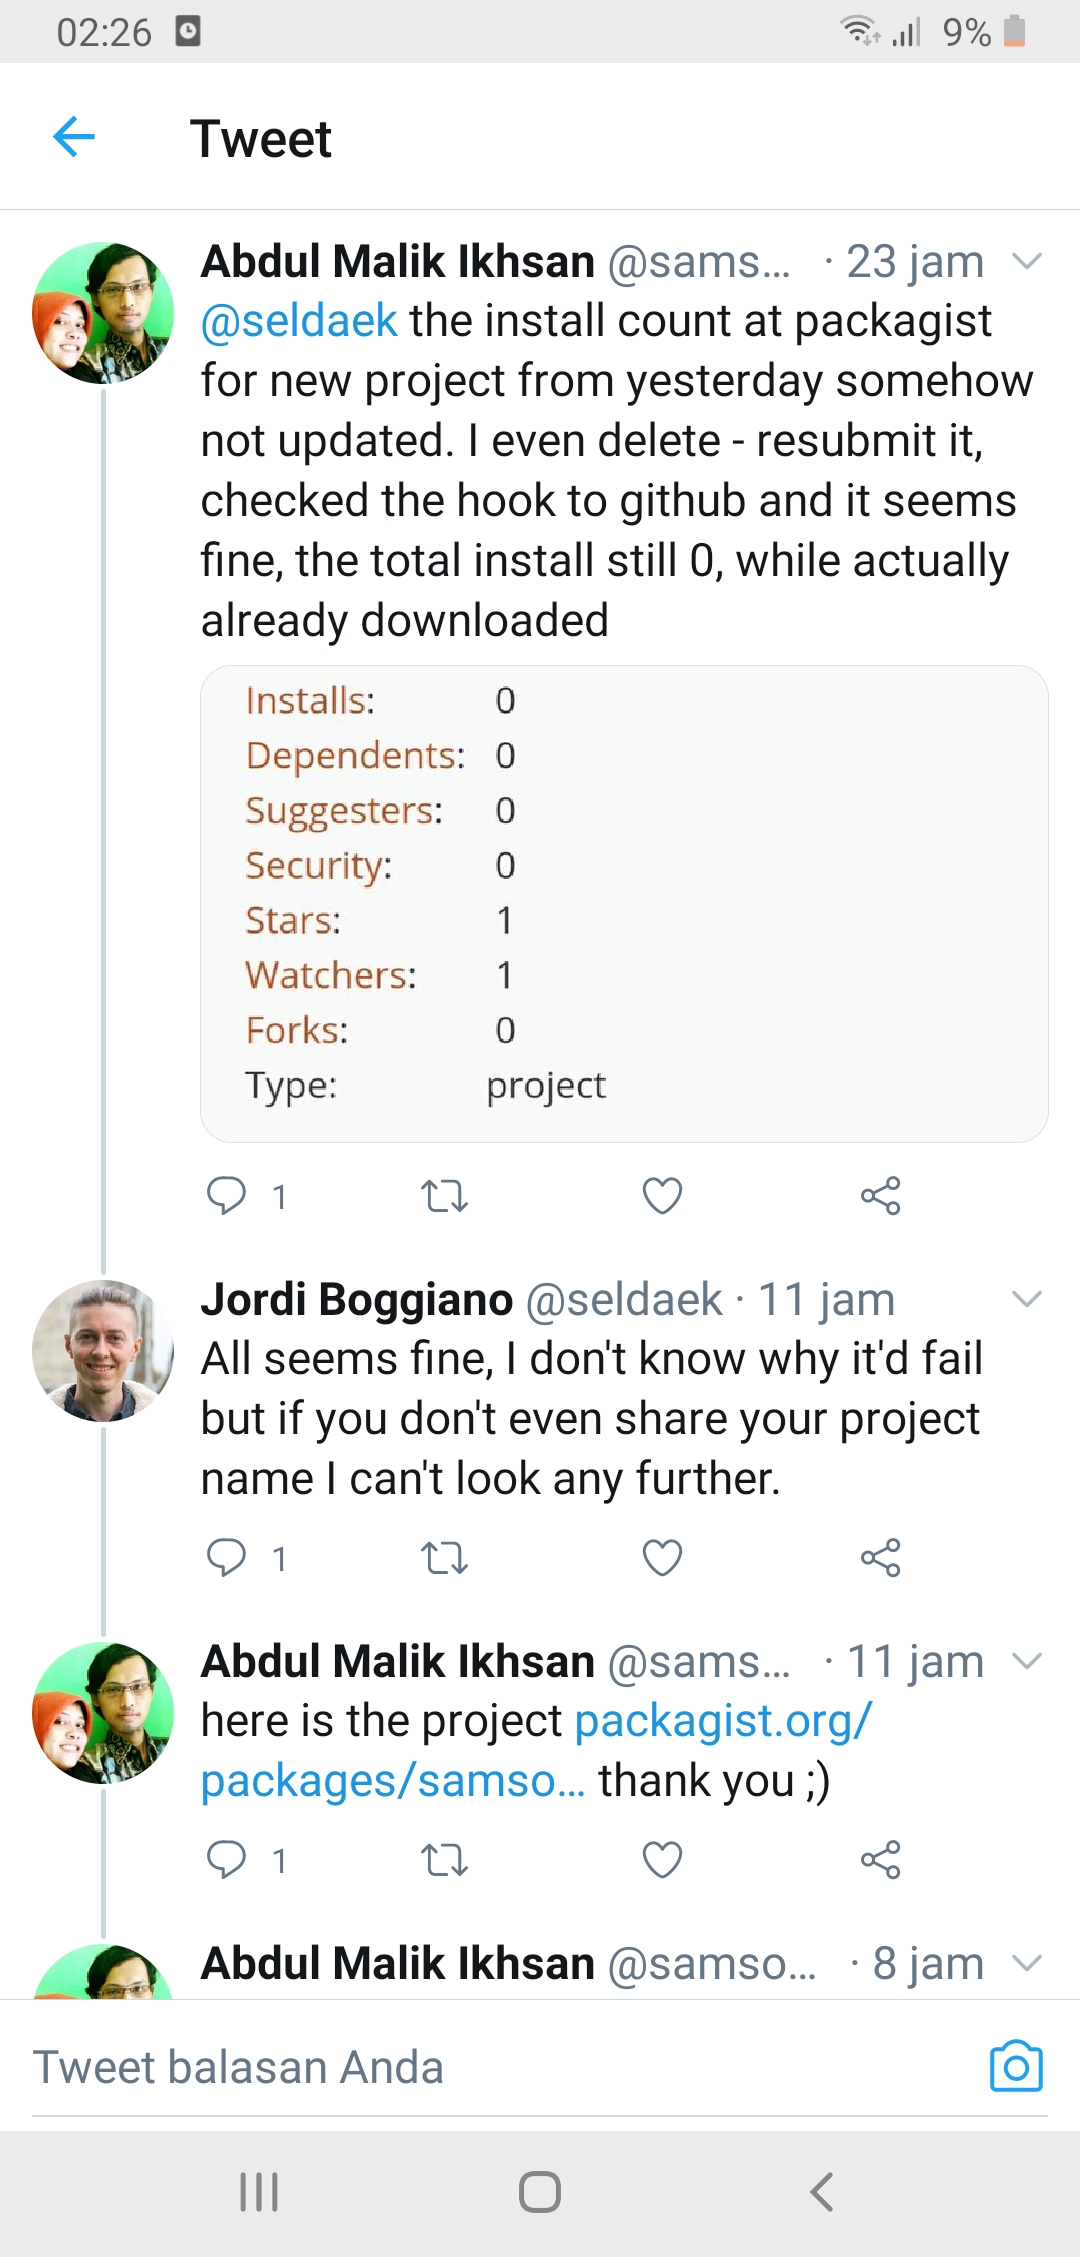 02:26
9%
Tweet
Abdul Malik Ikhsan @sams... · 23 jam
@seldaek the install count at packagist
for new project from yesterday somehow
not updated. I even delete - resubmit it,
checked the hook to github and it seems
fine, the total install still 0, while actually
already downloaded
Installs: 0
Dependents: 0
Suggesters: 0
Security: 0
Stars: 1
Watchers: 1
Forks: 0
Type: project
1
Jordi Boggiano @seldaek · 11 jam
All seems fine, I don't know why it'd fail
but if you don't even share your project
name I can't look any further.
1
Abdul Malik Ikhsan @sams... · 11 jam
here is the project packagist.org/
packages/samso... thank you ;)
1
Abdul Malik Ikhsan @samso... · 8 jam
Tweet balasan Anda